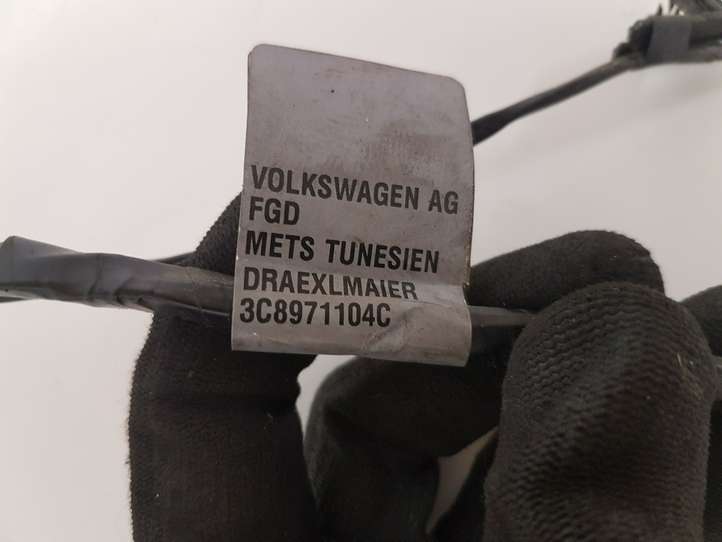 VOLKSWAGEN AG
FGD
METS TUNESIEN
DRAEXLMAIER
3C8971104C